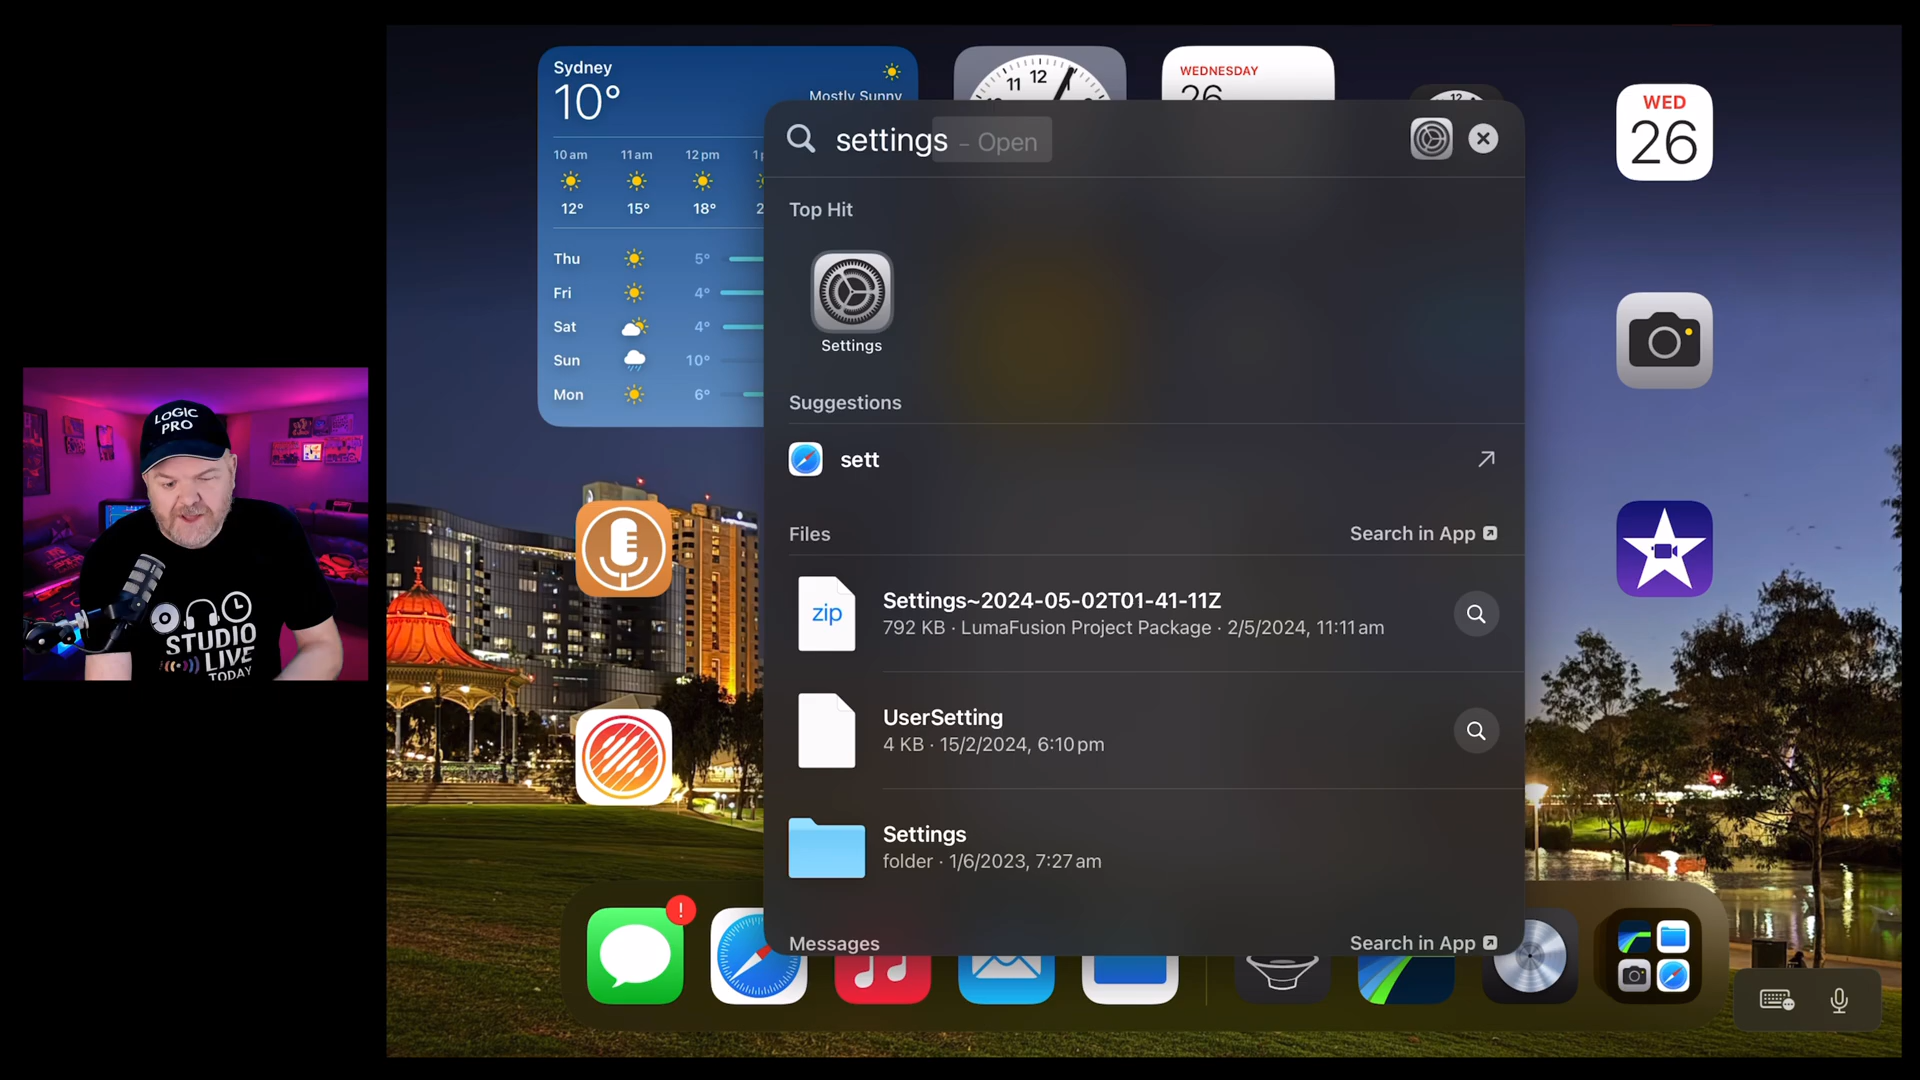 Sydney
10°
Mostly Sunny
10 am 11 am 12 pm
12° 15° 18°
Thu 5°
Fri 4°
Sat 4°
Sun 10°
Mon 6°
11 12
WEDNESDAY
26
12
WED
26
settings – Open
Top Hit
Settings
Suggestions
sett
Files Search in App
zip
Settings~2024-05-02T01-41-11Z
792 KB · LumaFusion Project Package · 2/5/2024, 11:11 am
UserSetting
4 KB · 15/2/2024, 6:10 pm
Settings
folder · 1/6/2023, 7:27 am
Messages Search in App
!
LOGIC
PRO
STUDIO
LIVE
TODAY